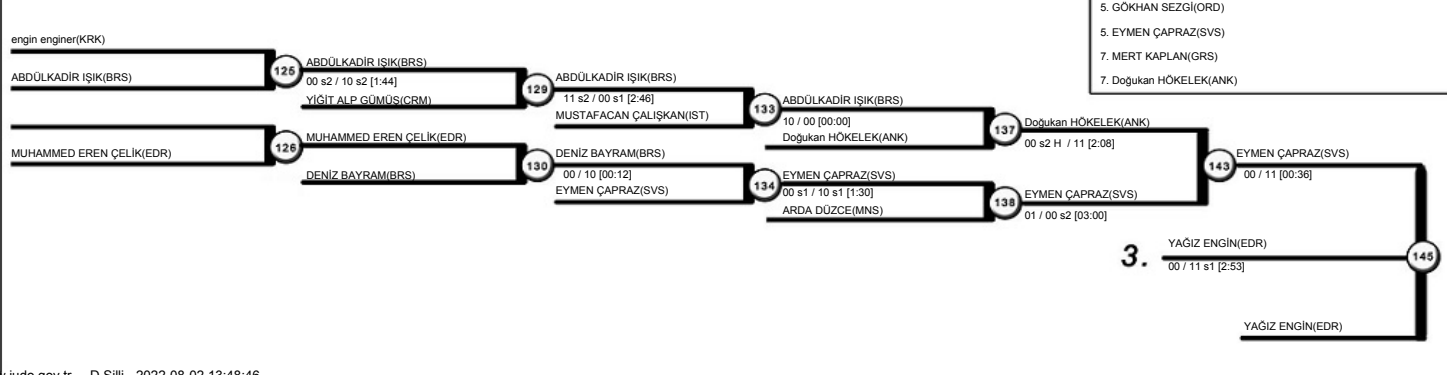 5. GÖKHAN SEZGİ(ORD)
5. EYMEN ÇAPRAZ(SVS)
7. MERT KAPLAN(GRS)
7. Doğukan HÖKELEK(ANK)
engin enginer(KRK)
125
ABDÜLKADİR IŞIK(BRS)
ABDÜLKADİR IŞIK(BRS)
00 s2 / 10 s2 [1:44]
YİĞİT ALP GÜMÜŞ(CRM)
129
ABDÜLKADİR IŞIK(BRS)
11 s2 / 00 s1 [2:46]
MUSTAFACAN ÇALIŞKAN(IST)
133
ABDÜLKADİR IŞIK(BRS)
10 / 00 [00:00]
Doğukan HÖKELEK(ANK)
137
Doğukan HÖKELEK(ANK)
00 s2 H / 11 [2:08]
126
MUHAMMED EREN ÇELİK(EDR)
MUHAMMED EREN ÇELİK(EDR)
DENİZ BAYRAM(BRS)
130
DENİZ BAYRAM(BRS)
00 / 10 [00:12]
EYMEN ÇAPRAZ(SVS)
134
EYMEN ÇAPRAZ(SVS)
00 s1 / 10 s1 [1:30]
ARDA DÜZCE(MNS)
138
EYMEN ÇAPRAZ(SVS)
01 / 00 s2 [03:00]
143
EYMEN ÇAPRAZ(SVS)
00 / 11 [00:36]
3.
YAĞIZ ENGİN(EDR)
00 / 11 s1 [2:53]
145
YAĞIZ ENGİN(EDR)
2022-08-02 13:48:46